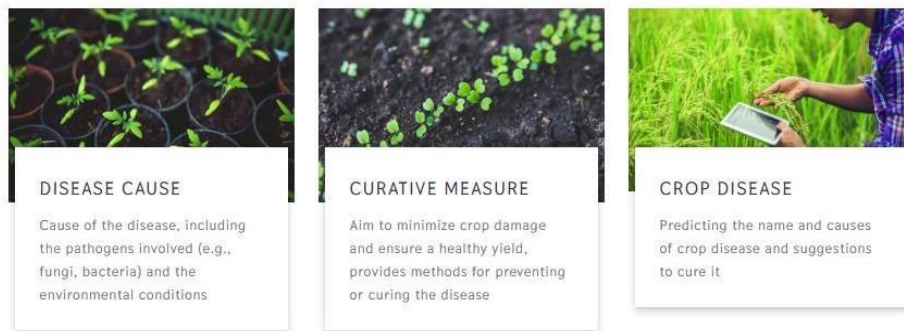 DISEASE CAUSE
Cause of the disease, including
the pathogens involved (e.g.,
fungi, bacteria) and the
environmental conditions
CURATIVE MEASURE
Aim to minimize crop damage
and ensure a healthy yield,
provides methods for preventing
or curing the disease
CROP DISEASE
Predicting the name and causes
of crop disease and suggestions
to cure it